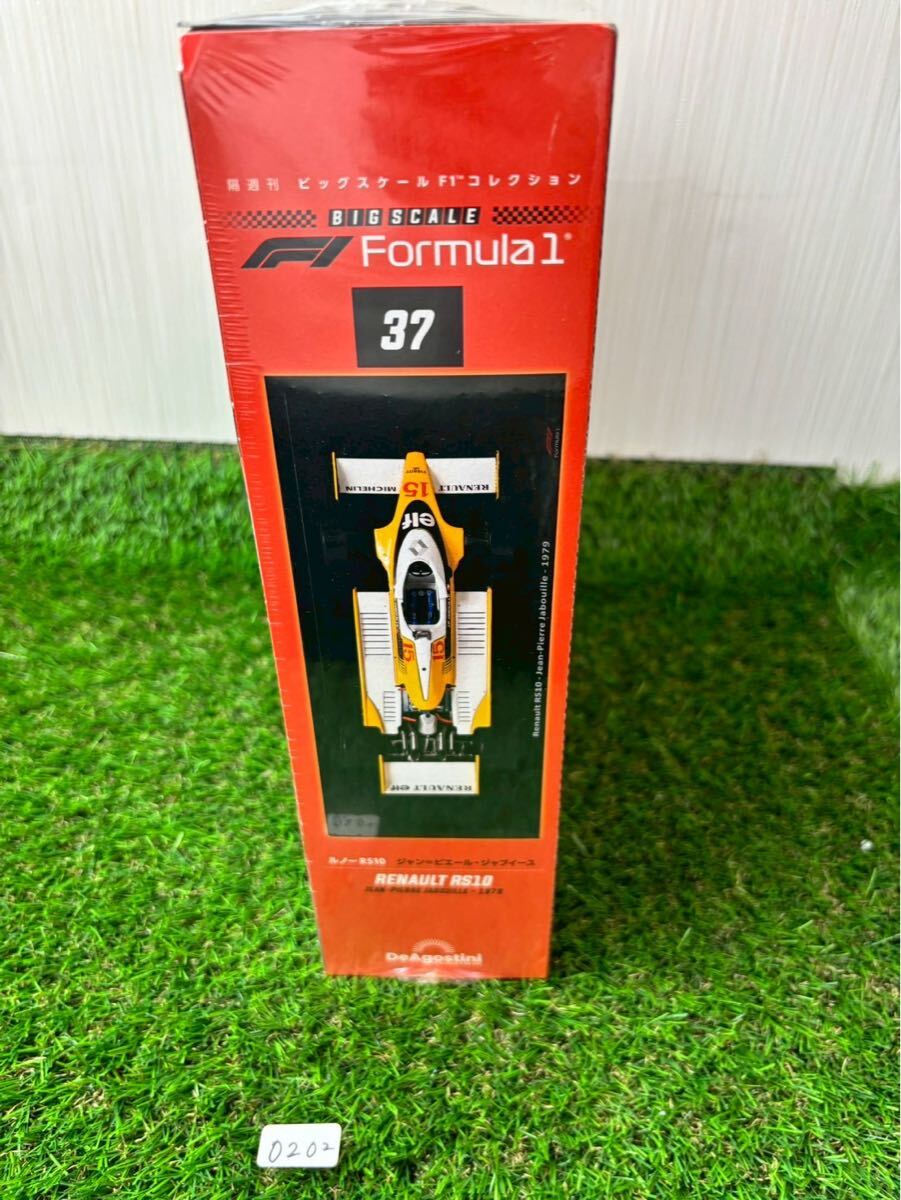 隔週刊 ビッグスケール F1™コレクション
BIG SCALE
F1 Formula 1®
37
Formula 1
RENAULT 15 MICHELIN
elf
15 15
Renault RS10 - Jean-Pierre Jabouille - 1979
RENAULT elf
ルノー RS10 ジャン=ピエール・ジャブイーユ
RENAULT RS10
JEAN-PIERRE JABOUILLE - 1979
DeAgostini
0202